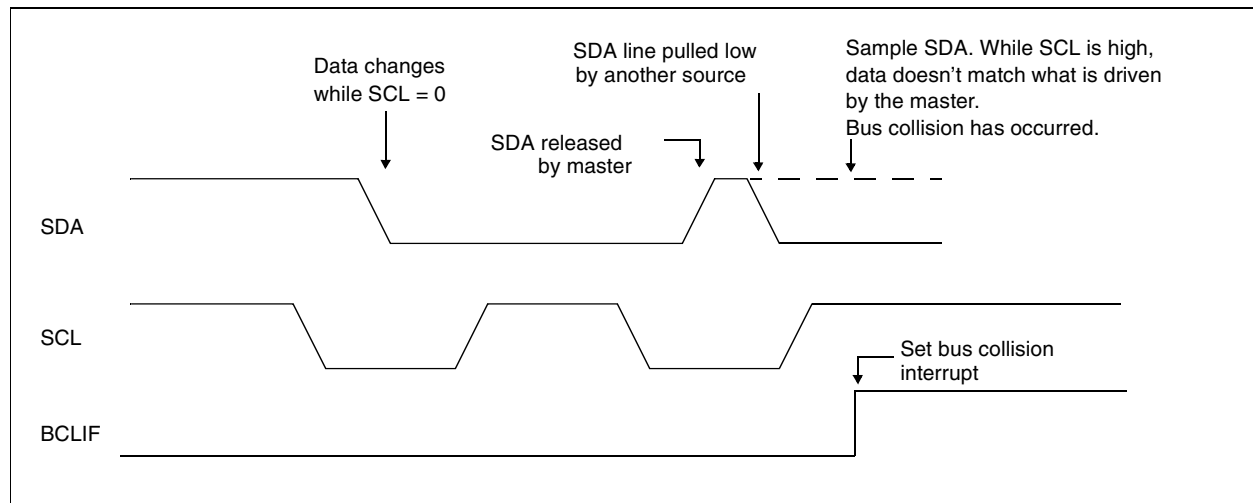 Data changes
while SCL = 0
SDA line pulled low
by another source
Sample SDA. While SCL is high,
data doesn’t match what is driven
by the master.
Bus collision has occurred.
SDA released
by master
SDA
SCL
Set bus collision
interrupt
BCLIF